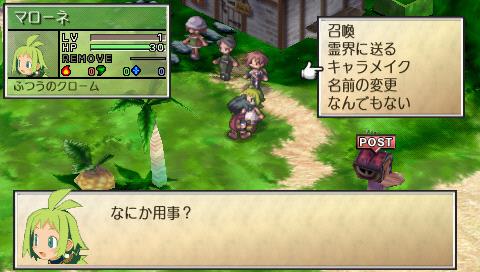 マローネ
LV 1
HP 30
REMOVE
0 0 0
ふつうのクローム
召喚
霊界に送る
キャラメイク
名前の変更
なんでもない
POST
なにか用事？